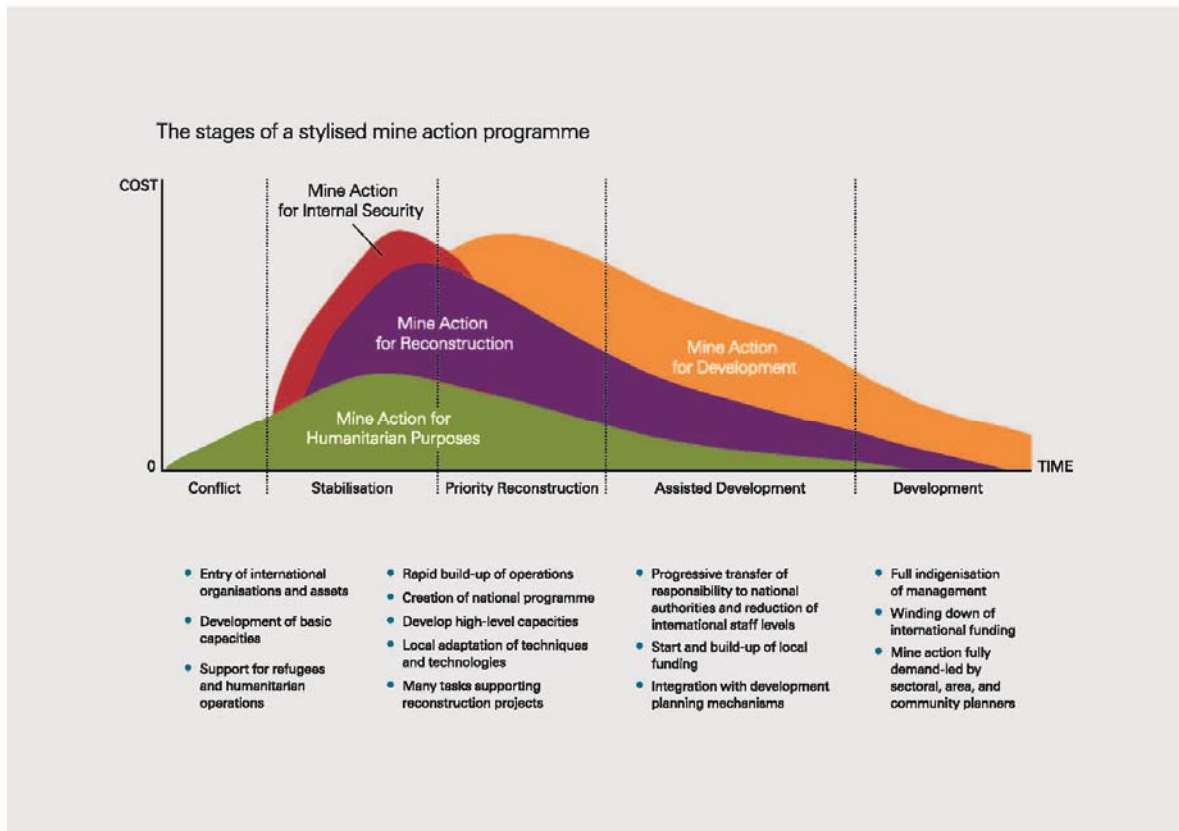 The stages of a stylised mine action programme
COST
Mine Action
for Internal Security
Mine Action
for Reconstruction
Mine Action
for Development
Mine Action for
Humanitarian Purposes
0
TIME
Conflict
Stabilisation
Priority Reconstruction
Assisted Development
Development
• Entry of international
organisations and assets
• Development of basic
capacities
• Support for refugees
and humanitarian
operations
• Rapid build-up of operations
• Creation of national programme
• Develop high-level capacities
• Local adaptation of techniques
and technologies
• Many tasks supporting
reconstruction projects
• Progressive transfer of
responsibility to national
authorities and reduction of
international staff levels
• Start and build-up of local
funding
• Integration with development
planning mechanisms
• Full indigenisation
of management
• Winding down of
international funding
• Mine action fully
demand-led by
sectoral, area, and
community planners